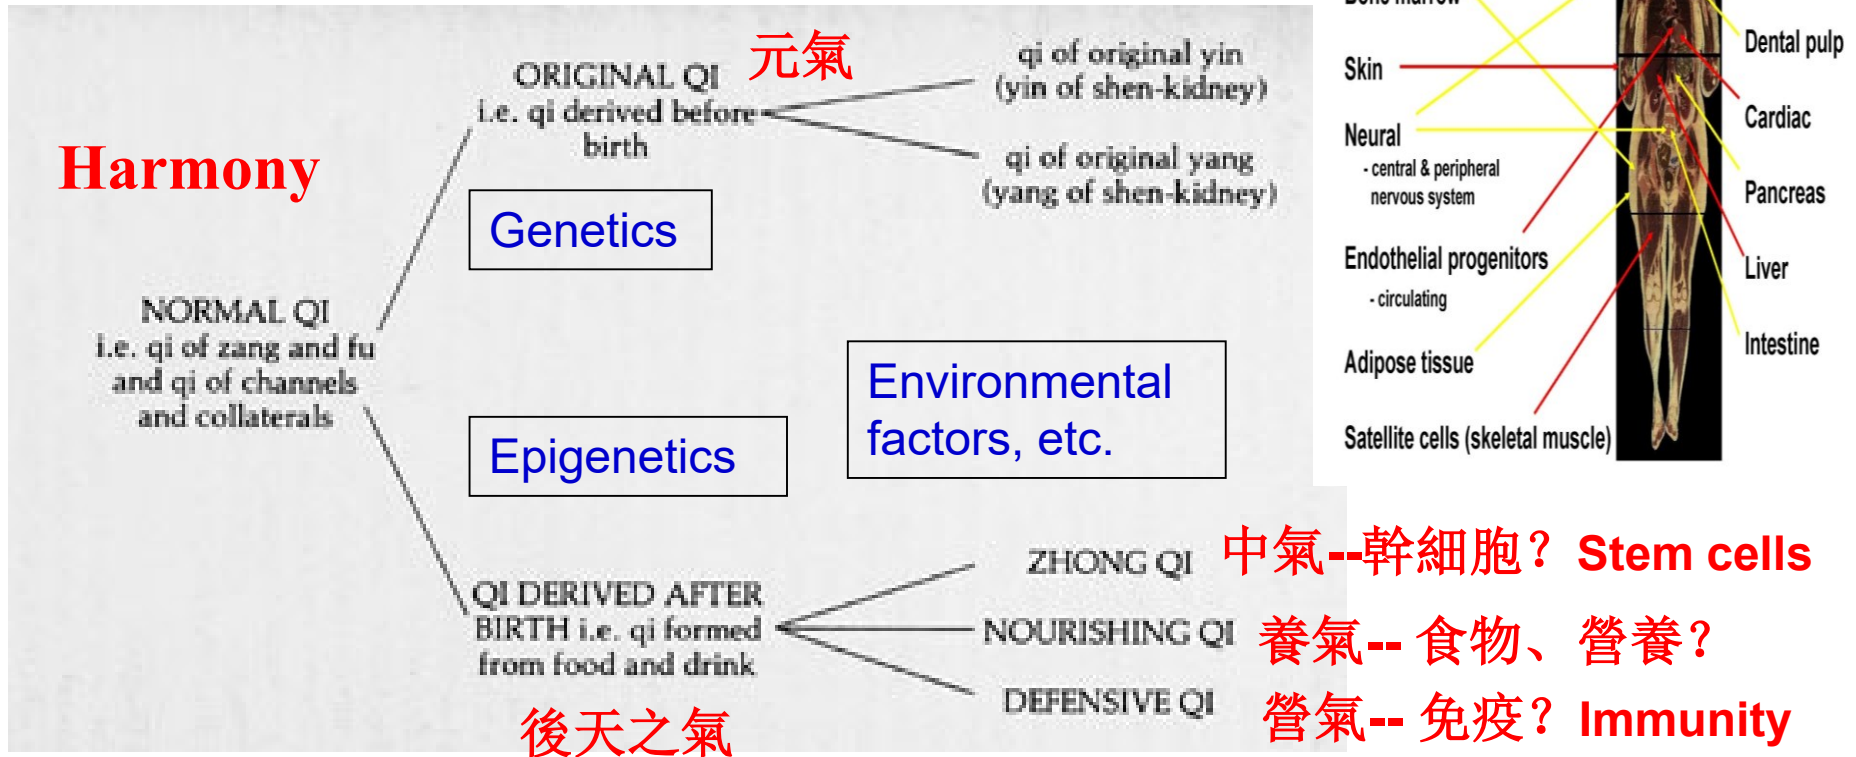 元氣
ORIGINAL QI
i.e. qi derived before
birth
qi of original yin
(yin of shen-kidney)
qi of original yang
(yang of shen-kidney)
Harmony
Genetics
NORMAL QI
i.e. qi of zang and fu
and qi of channels
and collaterals
Environmental
factors, etc.
Epigenetics
QI DERIVED AFTER
BIRTH i.e. qi formed
from food and drink
後天之氣
ZHONG QI
中氣--幹細胞？Stem cells
NOURISHING QI
養氣-- 食物、營養？
DEFENSIVE QI
營氣-- 免疫？Immunity
Bone marrow
Skin
Neural
- central & peripheral
nervous system
Endothelial progenitors
- circulating
Adipose tissue
Satellite cells (skeletal muscle)
Dental pulp
Cardiac
Pancreas
Liver
Intestine